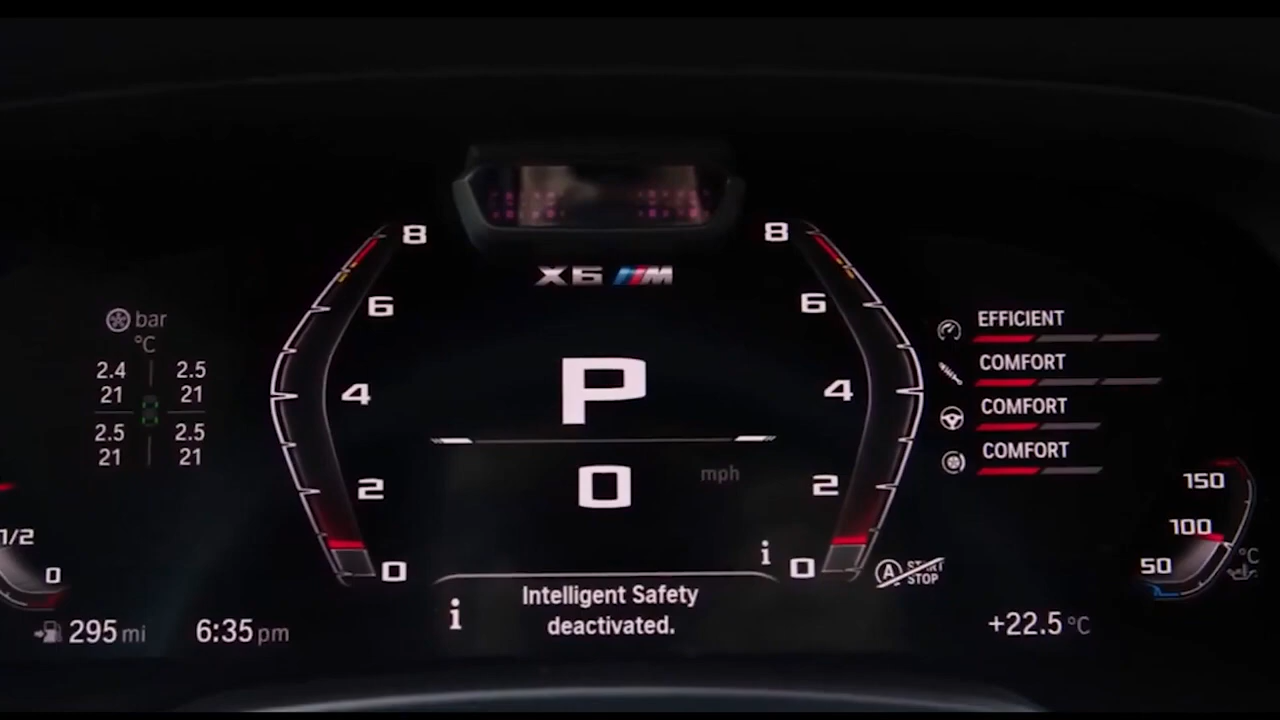 X6 M
8
6
4
2
0
8
6
4
2
0
bar
°C
2.4 2.5
21 21
2.5 2.5
21 21
P
0 mph
i
i Intelligent Safety
deactivated.
EFFICIENT
COMFORT
COMFORT
COMFORT
A START
STOP
1/2
0
295 mi
6:35 pm
150
100
50
°C
+22.5 °C